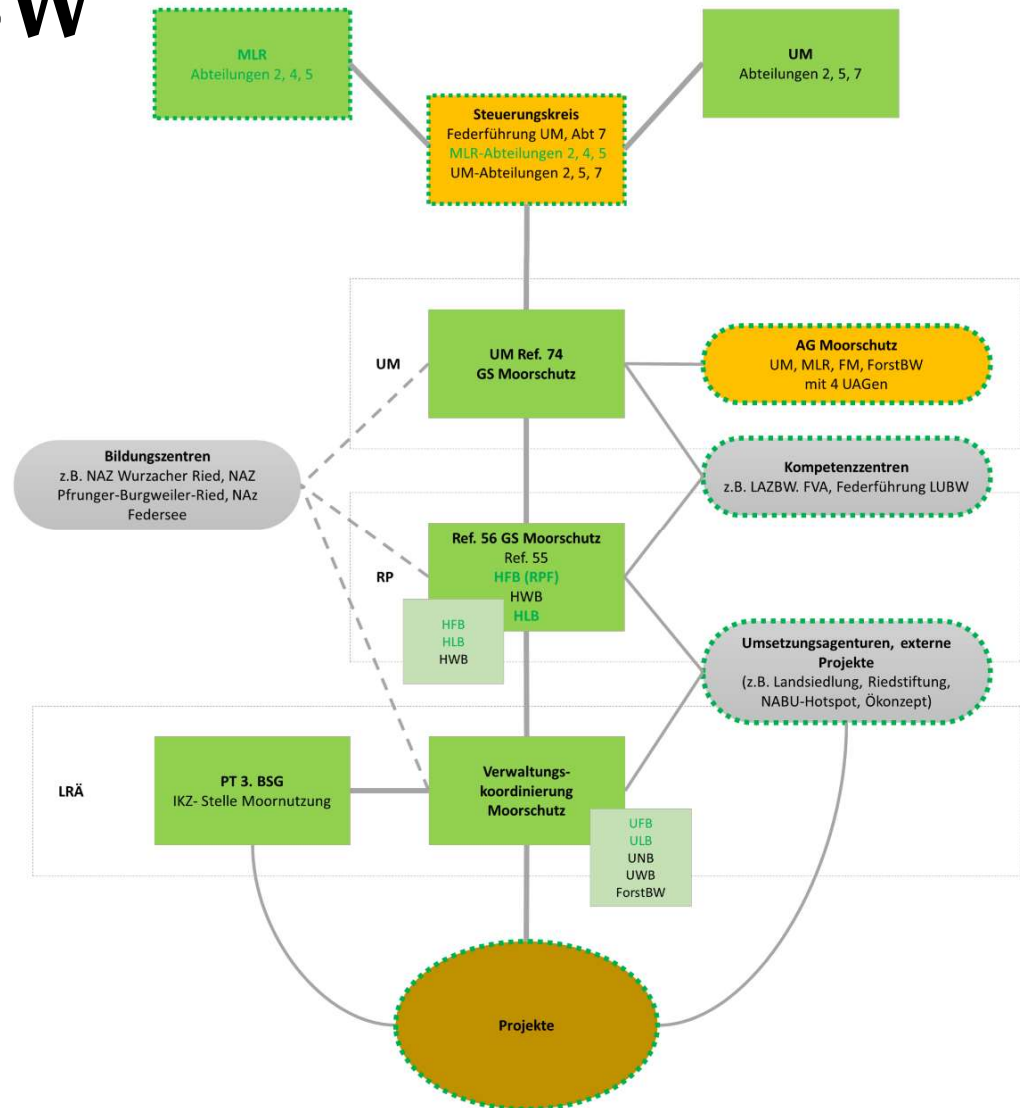 W
MLR
Abteilungen 2, 4, 5
UM
Abteilungen 2, 5, 7
Steuerungskreis
Federführung UM, Abt 7
MLR-Abteilungen 2, 4, 5
UM-Abteilungen 2, 5, 7
UM
UM Ref. 74
GS Moorschutz
AG Moorschutz
UM, MLR, FM, ForstBW
mit 4 UAGen
Bildungszentren
z.B. NAZ Wurzacher Ried, NAZ
Pfrunger-Burgweiler-Ried, NAz
Federsee
Kompetenzzentren
z.B. LAZBW. FVA, Federführung LUBW
RP
Ref. 56 GS Moorschutz
Ref. 55
HFB (RPF)
HWB
HLB
HFB
HLB
HWB
Umsetzungsagenturen, externe
Projekte
(z.B. Landsiedlung, Riedstiftung,
NABU-Hotspot, Ökonzept)
LRÄ
PT 3. BSG
IKZ- Stelle Moornutzung
Verwaltungs-
koordinierung
Moorschutz
UFB
ULB
UNB
UWB
ForstBW
Projekte